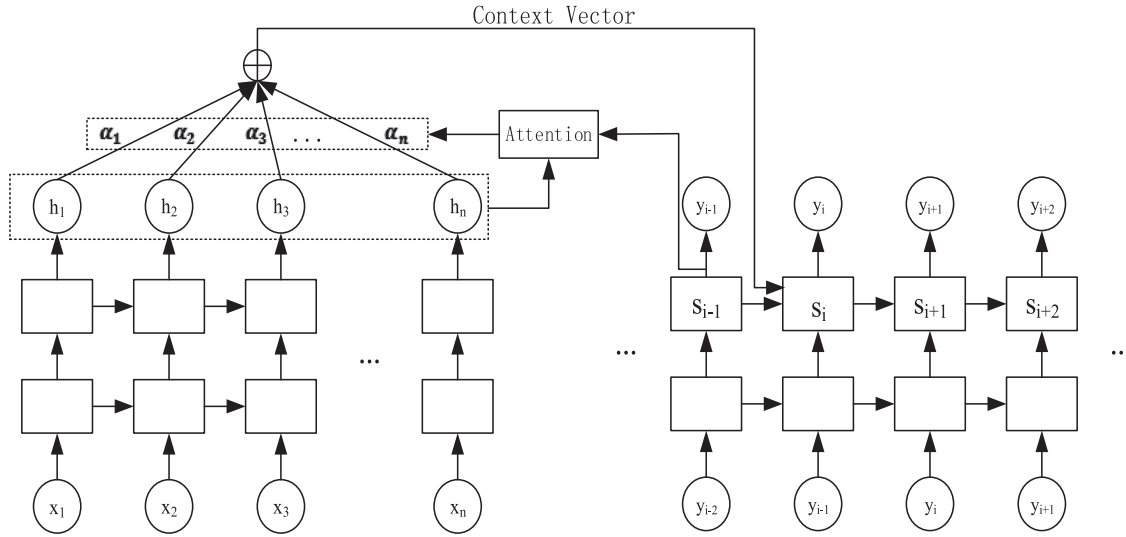 Context Vector
α₁ α₂ α₃ ... αₙ
Attention
h₁ h₂ h₃ hₙ
yᵢ₋₁ yᵢ yᵢ₊₁ yᵢ₊₂
Sᵢ₋₁ Sᵢ Sᵢ₊₁ Sᵢ₊₂
... ... ..
x₁ x₂ x₃ xₙ
yᵢ₋₂ yᵢ₋₁ yᵢ yᵢ₊₁